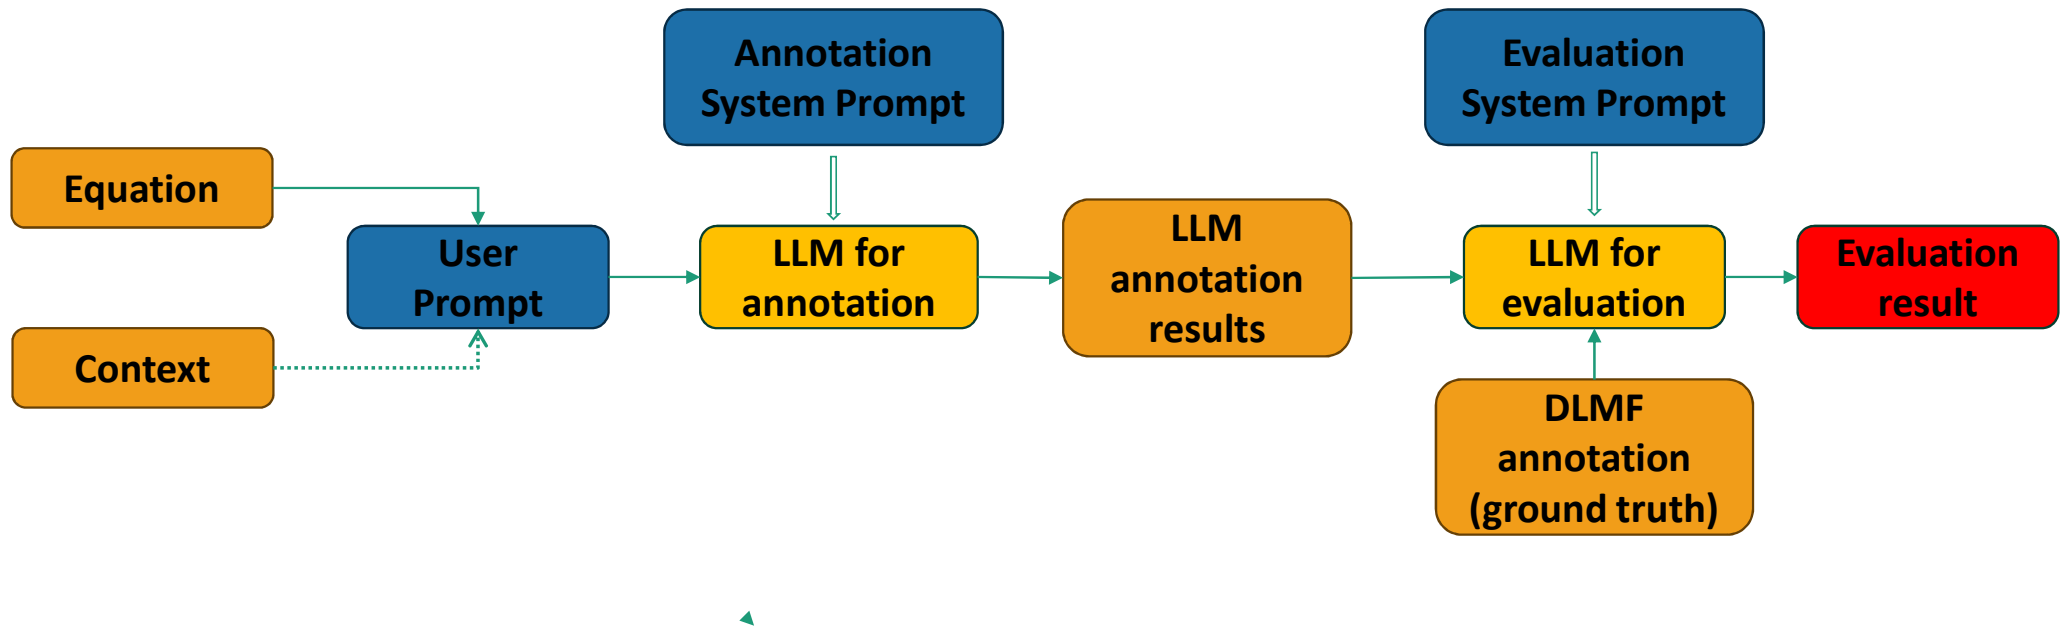 Annotation
System Prompt
Evaluation
System Prompt
Equation
User
Prompt
LLM for
annotation
LLM
annotation
results
LLM for
evaluation
Evaluation
result
Context
DLMF
annotation
(ground truth)